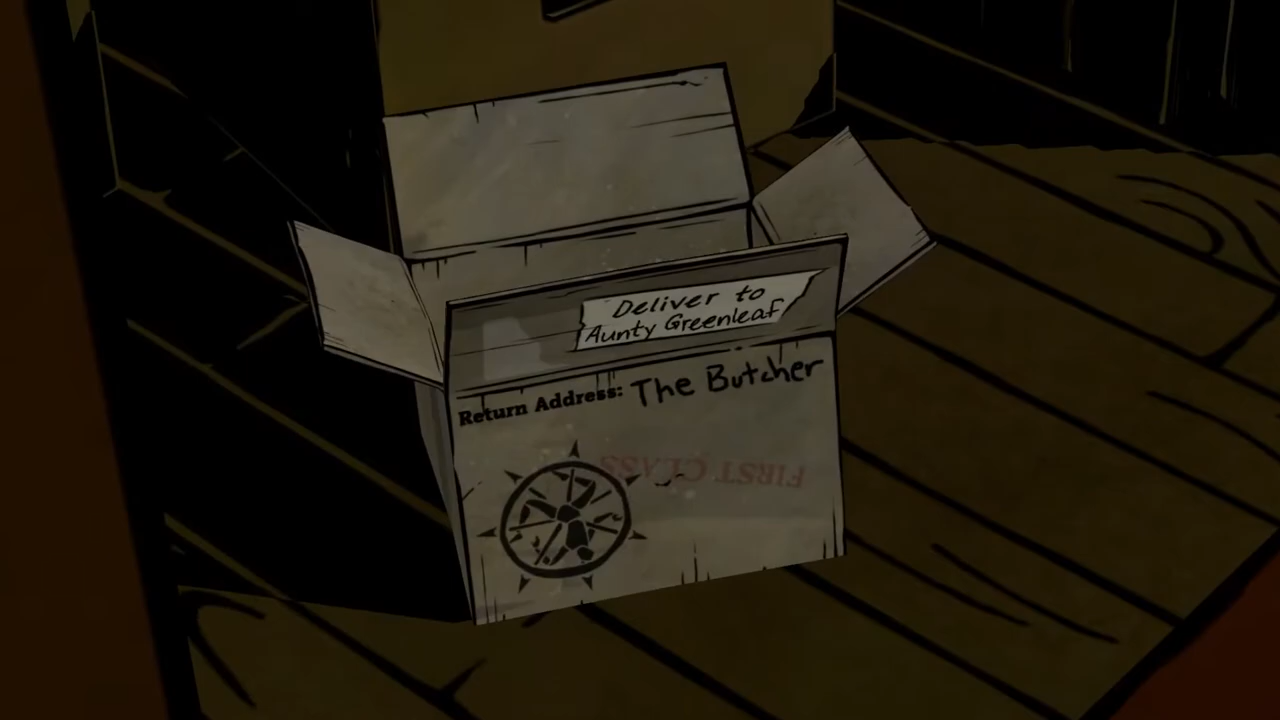 Deliver to
Aunty Greenleaf
Return Address: The Butcher
FIRST CLASS